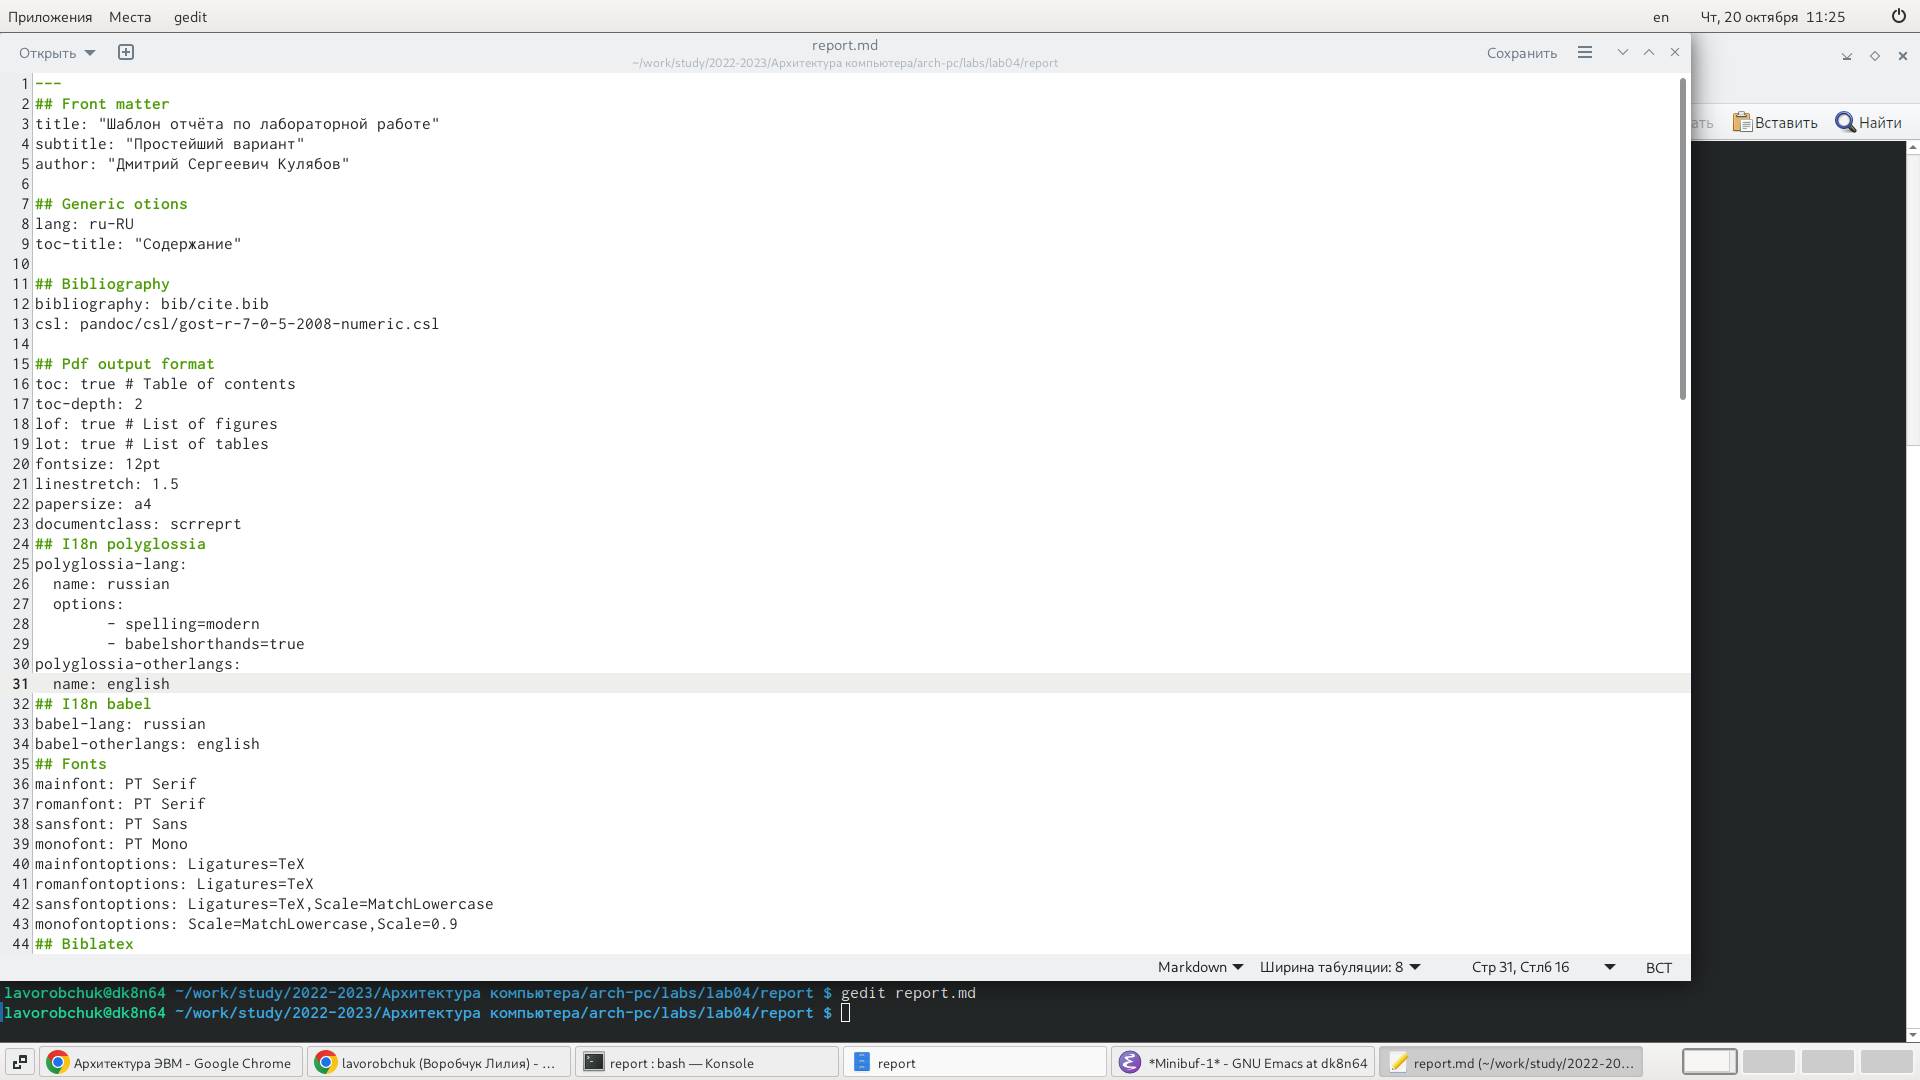 Приложения Места gedit en Чт, 20 октября 11:25
Открыть report.md Сохранить
~/work/study/2022-2023/Архитектура компьютера/arch-pc/labs/lab04/report
ать Вставить Найти
1 ---
2 ## Front matter
3 title: "Шаблон отчёта по лабораторной работе"
4 subtitle: "Простейший вариант"
5 author: "Дмитрий Сергеевич Кулябов"
6
7 ## Generic otions
8 lang: ru-RU
9 toc-title: "Содержание"
10
11 ## Bibliography
12 bibliography: bib/cite.bib
13 csl: pandoc/csl/gost-r-7-0-5-2008-numeric.csl
14
15 ## Pdf output format
16 toc: true # Table of contents
17 toc-depth: 2
18 lof: true # List of figures
19 lot: true # List of tables
20 fontsize: 12pt
21 linestretch: 1.5
22 papersize: a4
23 documentclass: scrreprt
24 ## I18n polyglossia
25 polyglossia-lang:
26   name: russian
27   options:
28         - spelling=modern
29         - babelshorthands=true
30 polyglossia-otherlangs:
31   name: english
32 ## I18n babel
33 babel-lang: russian
34 babel-otherlangs: english
35 ## Fonts
36 mainfont: PT Serif
37 romanfont: PT Serif
38 sansfont: PT Sans
39 monofont: PT Mono
40 mainfontoptions: Ligatures=TeX
41 romanfontoptions: Ligatures=TeX
42 sansfontoptions: Ligatures=TeX,Scale=MatchLowercase
43 monofontoptions: Scale=MatchLowercase,Scale=0.9
44 ## Biblatex
Markdown Ширина табуляции: 8 Стр 31, Стлб 16 ВСТ
lavorobchuk@dk8n64 ~/work/study/2022-2023/Архитектура компьютера/arch-pc/labs/lab04/report $ gedit report.md
lavorobchuk@dk8n64 ~/work/study/2022-2023/Архитектура компьютера/arch-pc/labs/lab04/report $
Архитектура ЭВМ - Google Chrome lavorobchuk (Воробчук Лилия) - ... report : bash — Konsole report *Minibuf-1* - GNU Emacs at dk8n64 report.md (~/work/study/2022-20...